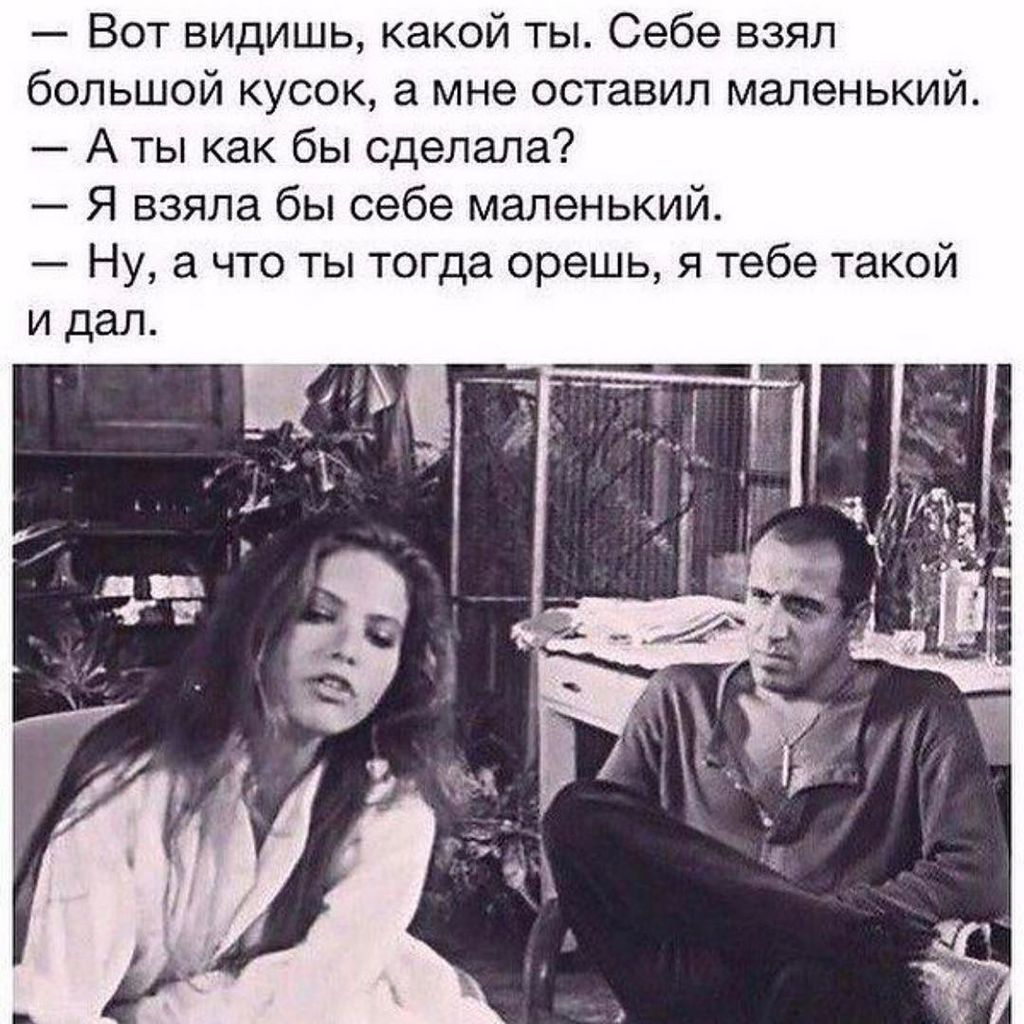 — Вот видишь, какой ты. Себе взял
большой кусок, а мне оставил маленький.
— А ты как бы сделала?
— Я взяла бы себе маленький.
— Ну, а что ты тогда орешь, я тебе такой
и дал.